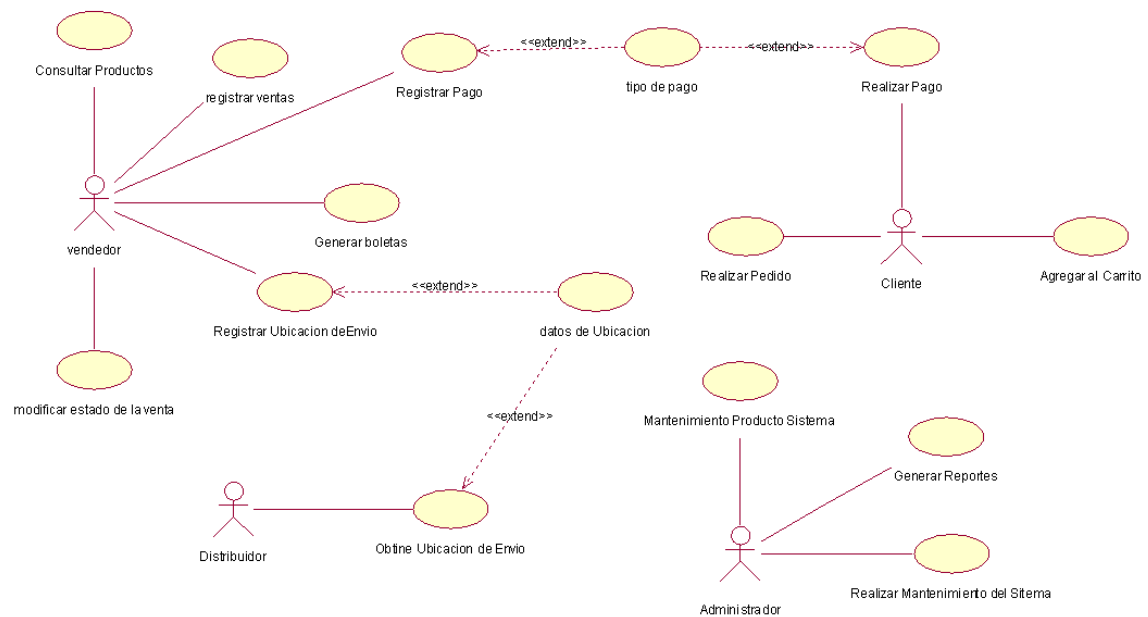 <<extend>>
<<extend>>
Consultar Productos
registrar ventas
Registrar Pago
tipo de pago
Realizar Pago
vendedor
Generar boletas
Realizar Pedido
Cliente
Agregar al Carrito
<<extend>>
Registrar Ubicacion deEnvio
datos de Ubicacion
modificar estado de la venta
<<extend>>
Mantenimiento Producto Sistema
Generar Reportes
Distribuidor
Obtine Ubicacion de Envio
Administrador
Realizar Mantenimiento del Sitema